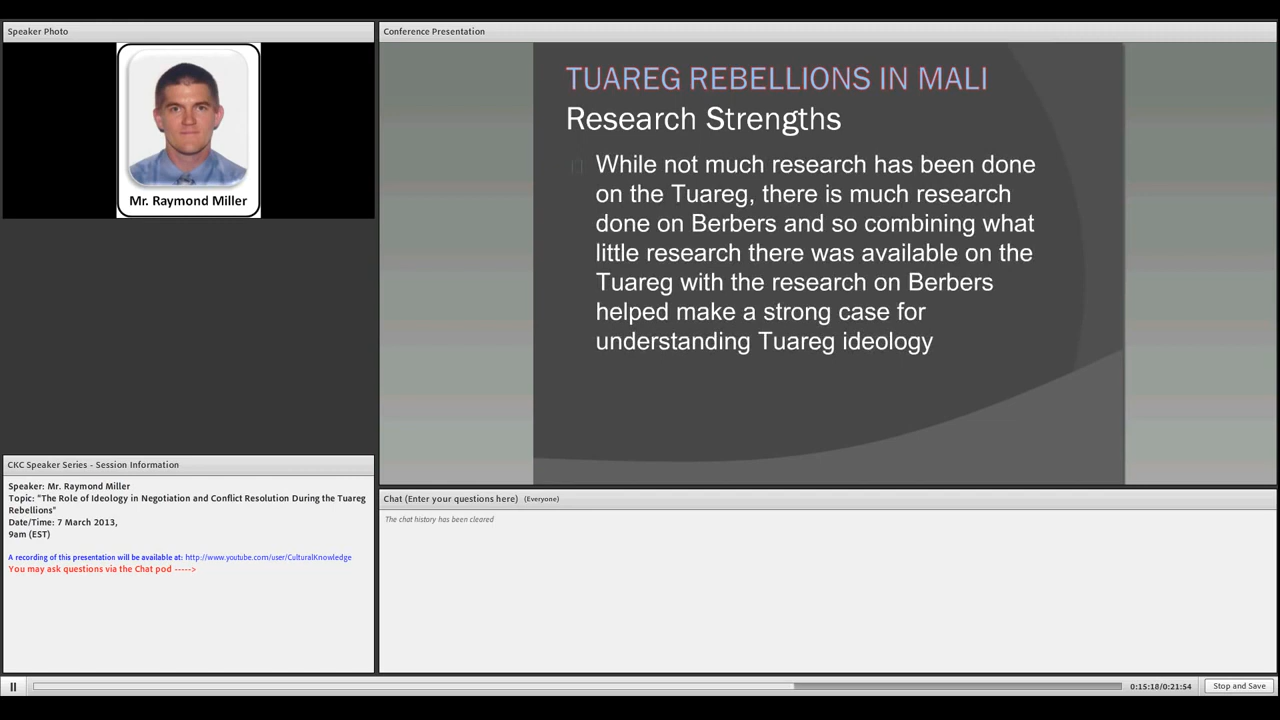 Speaker Photo
Mr. Raymond Miller
CKC Speaker Series - Session Information
Speaker: Mr. Raymond Miller
Topic: "The Role of Ideology in Negotiation and Conflict Resolution During the Tuareg
Rebellions"
Date/Time: 7 March 2013,
9am (EST)
A recording of this presentation will be available at: http://www.youtube.com/user/CulturalKnowledge
You may ask questions via the Chat pod ----->
Conference Presentation
TUAREG REBELLIONS IN MALI
Research Strengths
While not much research has been done
on the Tuareg, there is much research
done on Berbers and so combining what
little research there was available on the
Tuareg with the research on Berbers
helped make a strong case for
understanding Tuareg ideology
Chat (Enter your questions here) (Everyone)
The chat history has been cleared
0:15:18/0:21:54
Stop and Save